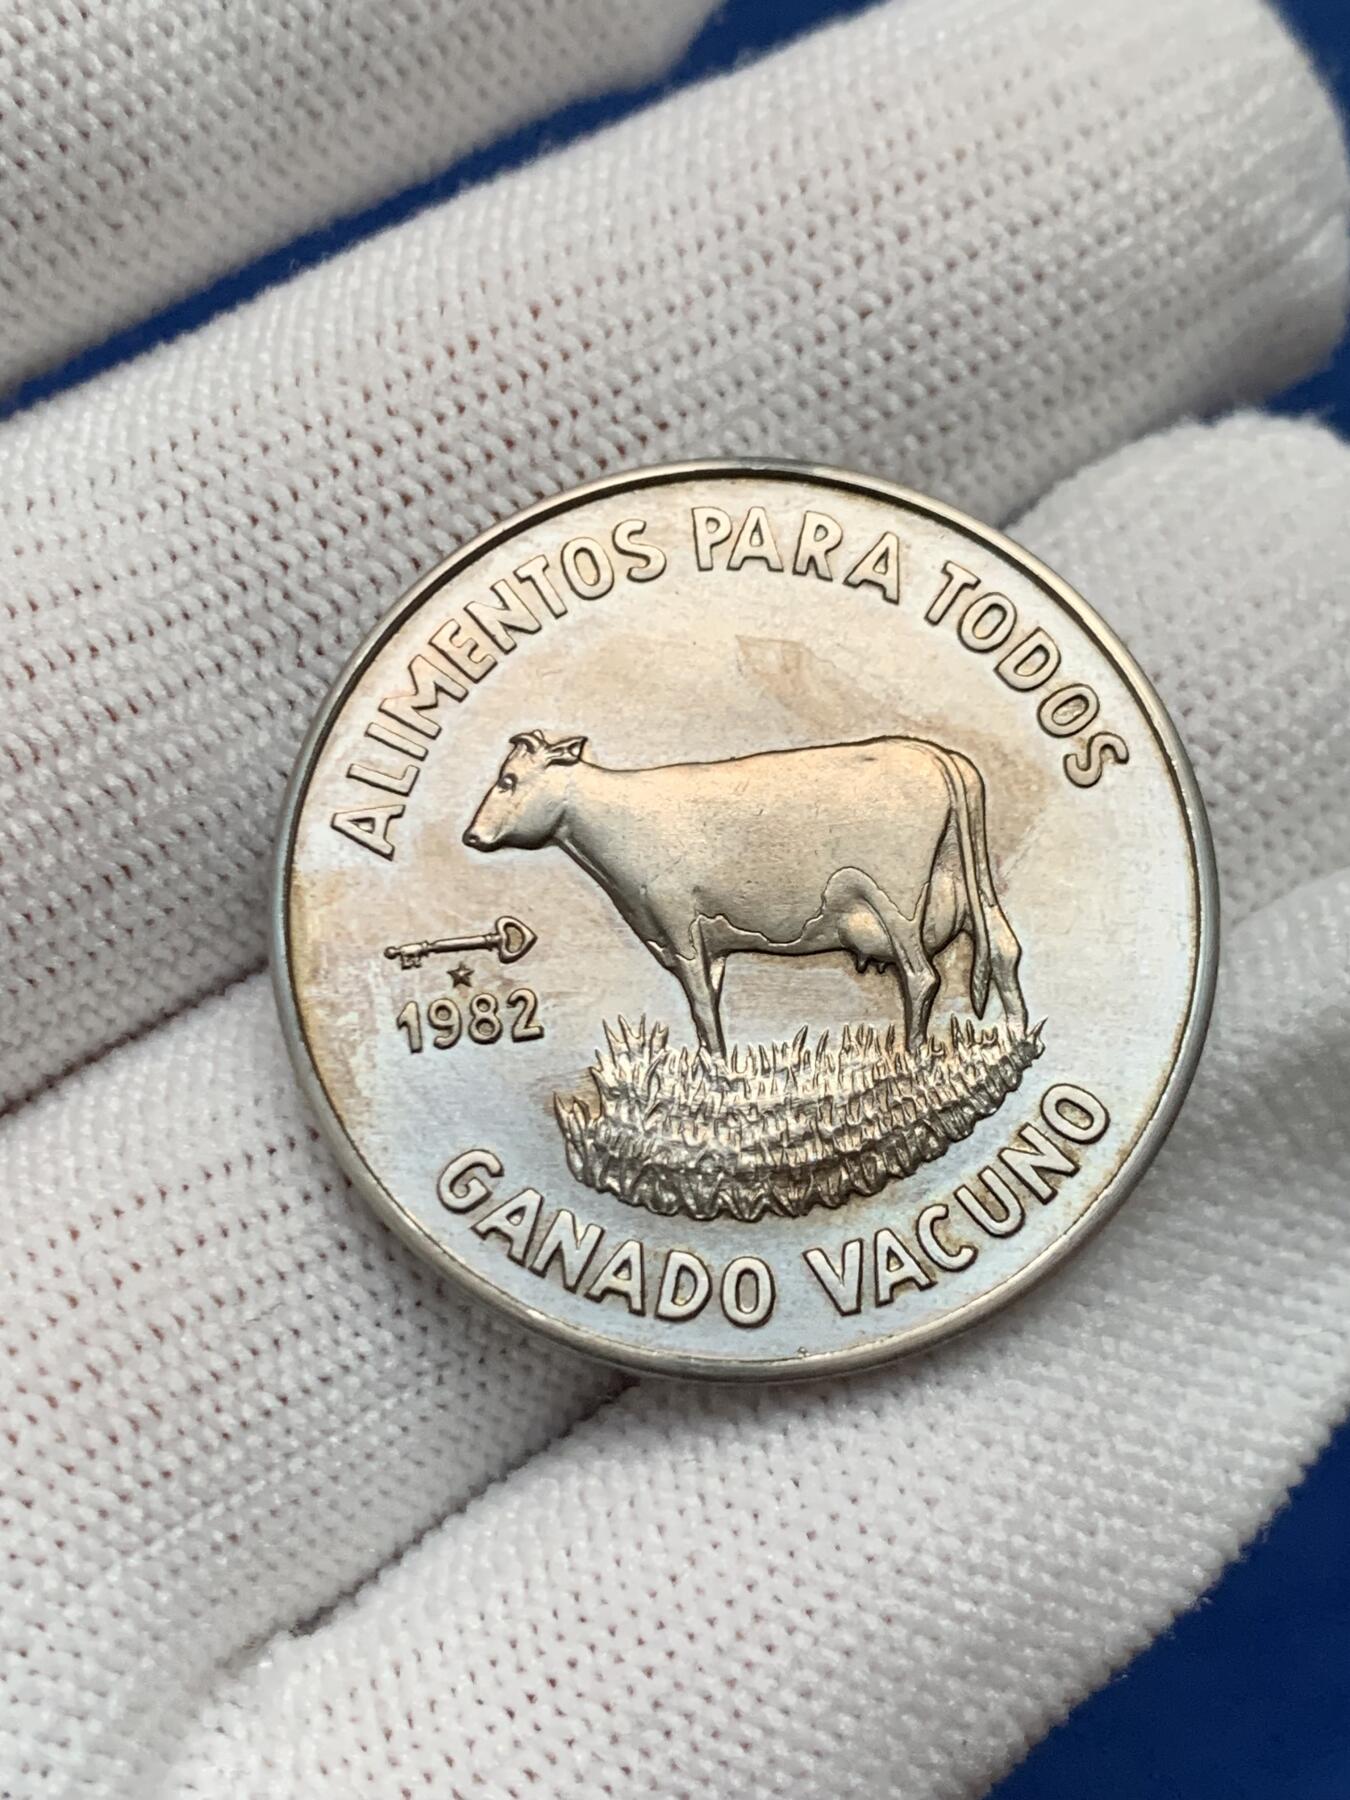 ALIMENTOS PARA TODOS
1982
GANADO VACUNO